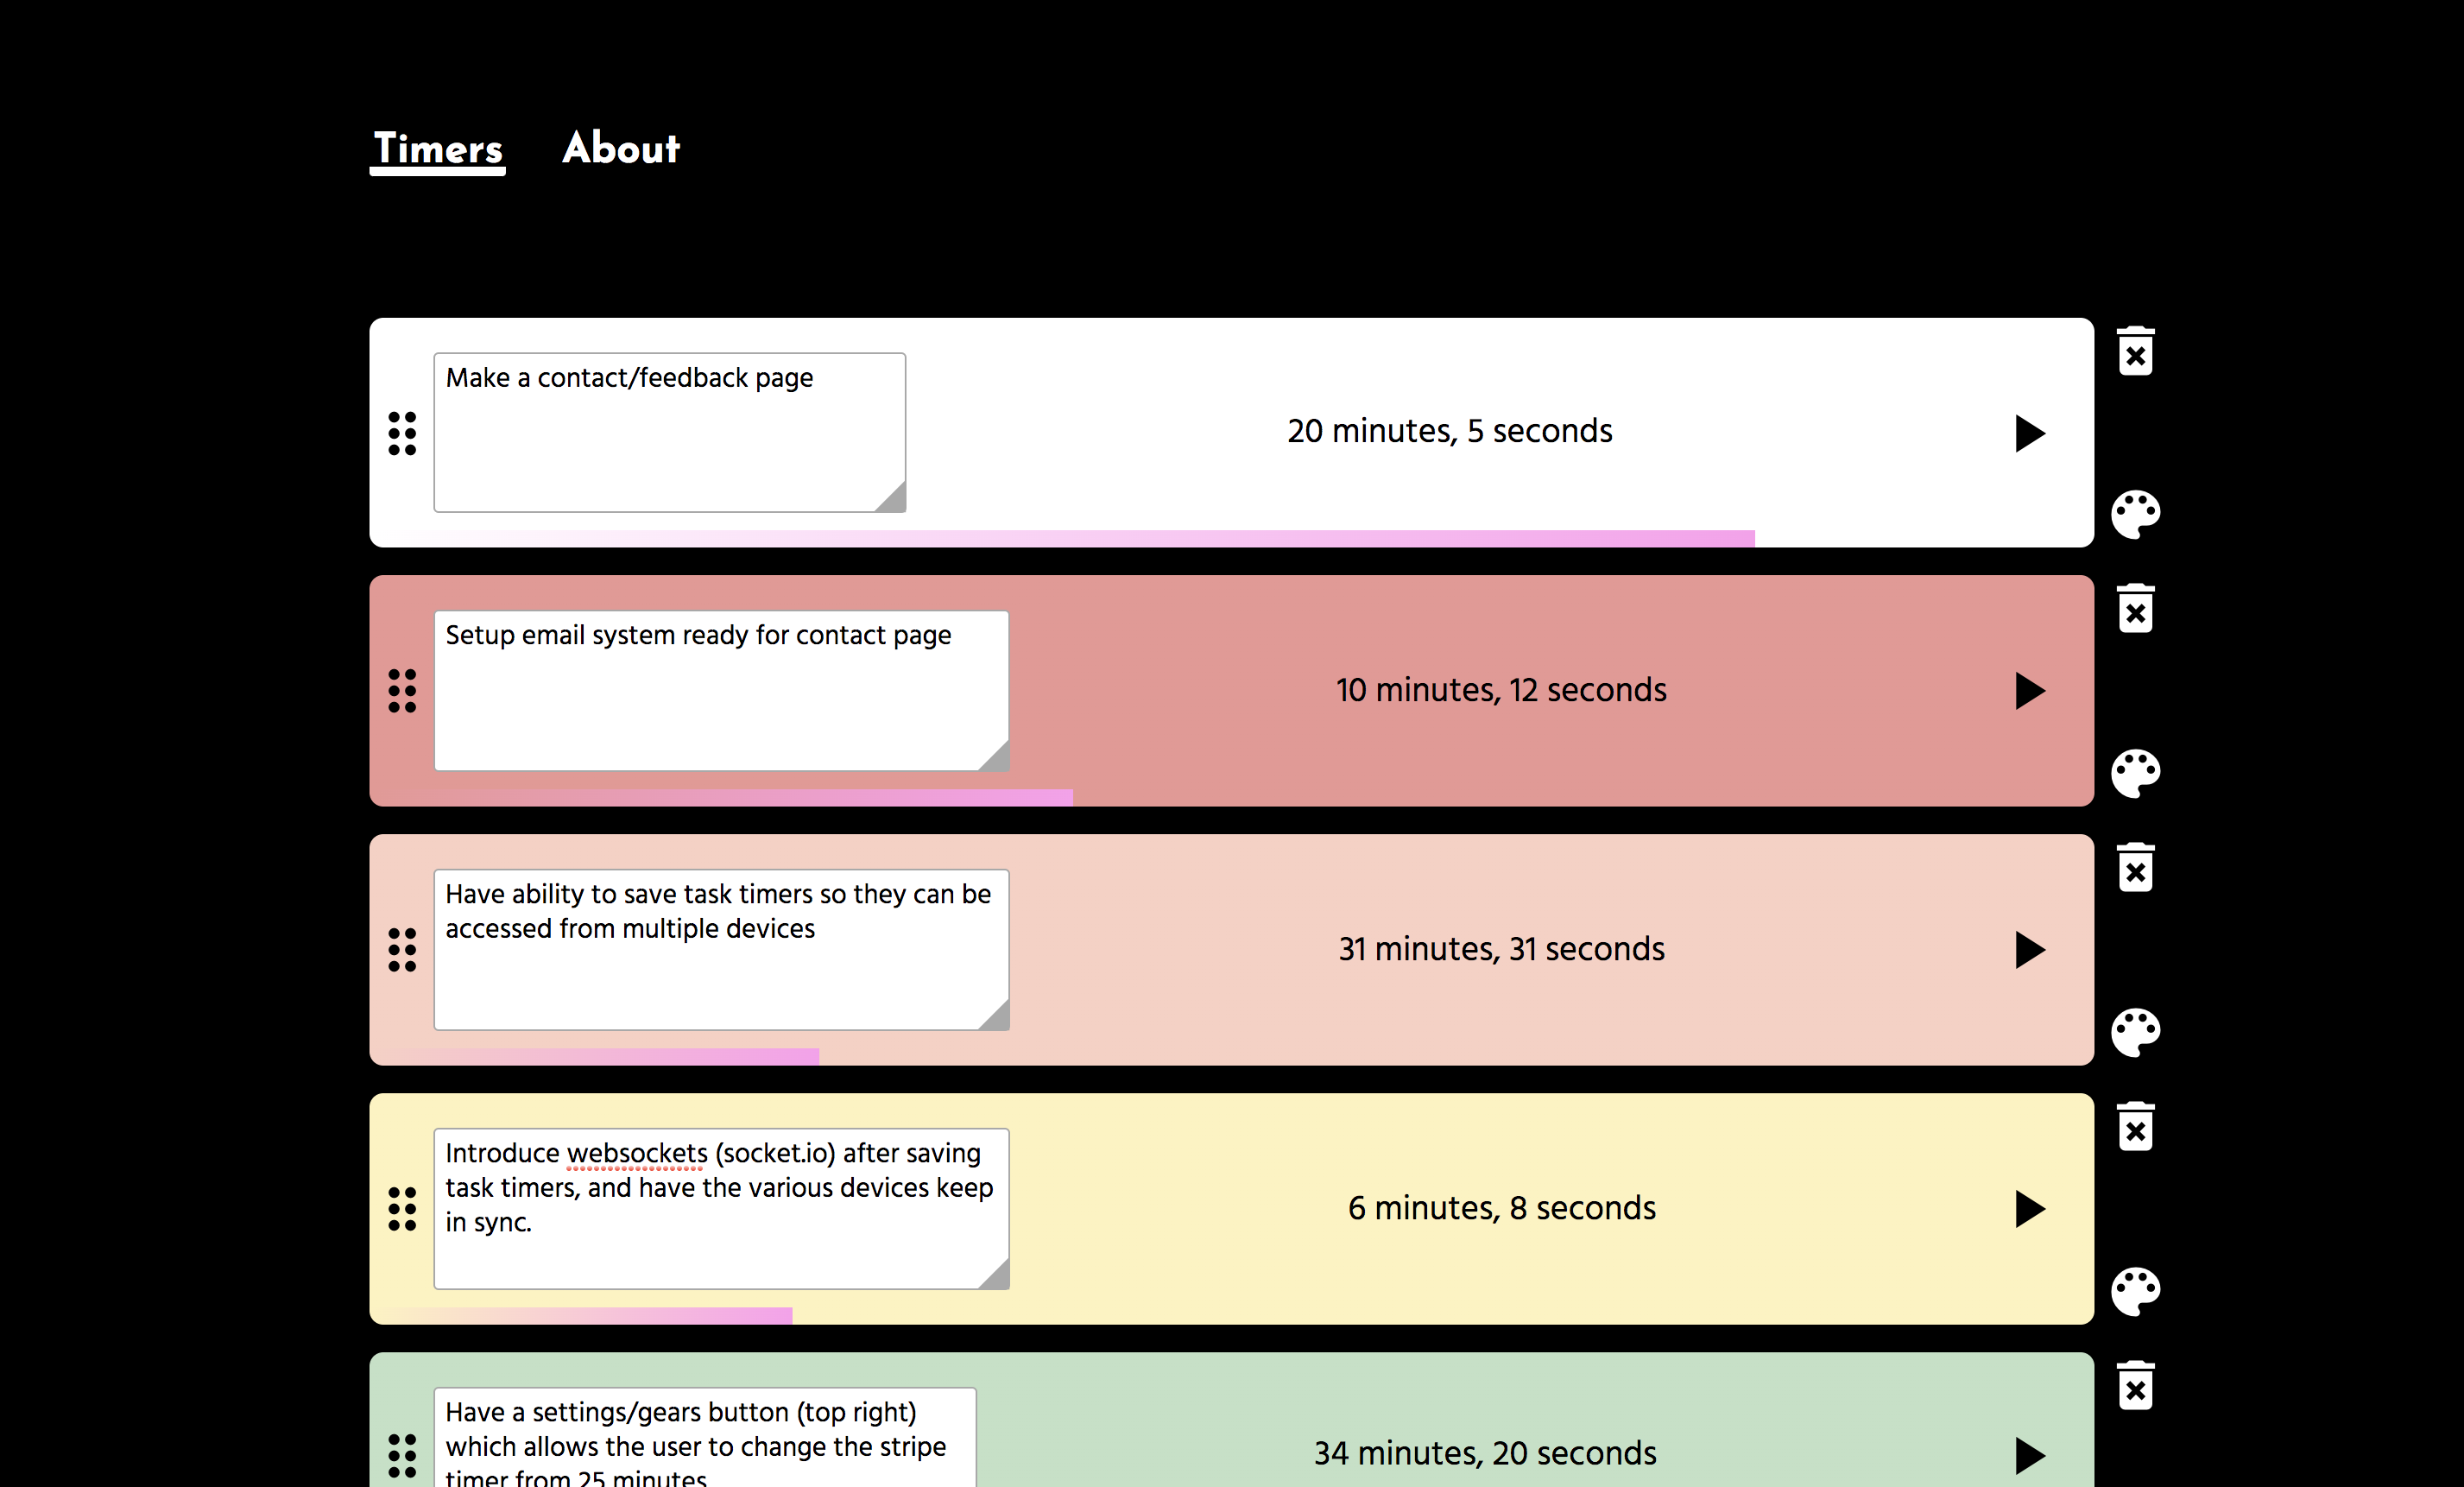 Timers About
Make a contact/feedback page
20 minutes, 5 seconds
Setup email system ready for contact page
10 minutes, 12 seconds
Have ability to save task timers so they can be
accessed from multiple devices
31 minutes, 31 seconds
Introduce websockets (socket.io) after saving
task timers, and have the various devices keep
in sync.
6 minutes, 8 seconds
Have a settings/gears button (top right)
which allows the user to change the stripe
timer from 25 minutes
34 minutes, 20 seconds